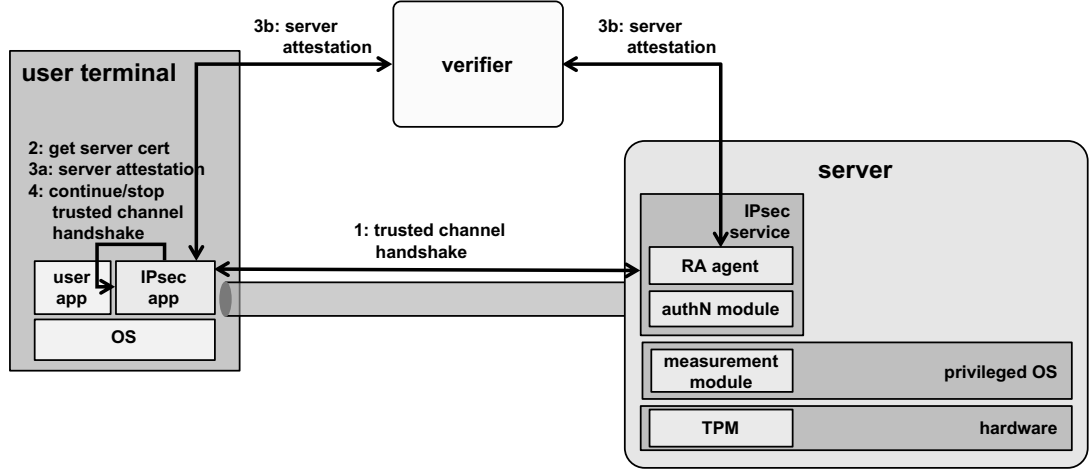 3b: server
attestation
3b: server
attestation
verifier
user terminal
2: get server cert
3a: server attestation
4: continue/stop
trusted channel
handshake
server
IPsec
service
1: trusted channel
handshake
RA agent
user
app
IPsec
app
authN module
OS
measurement
module
privileged OS
TPM
hardware